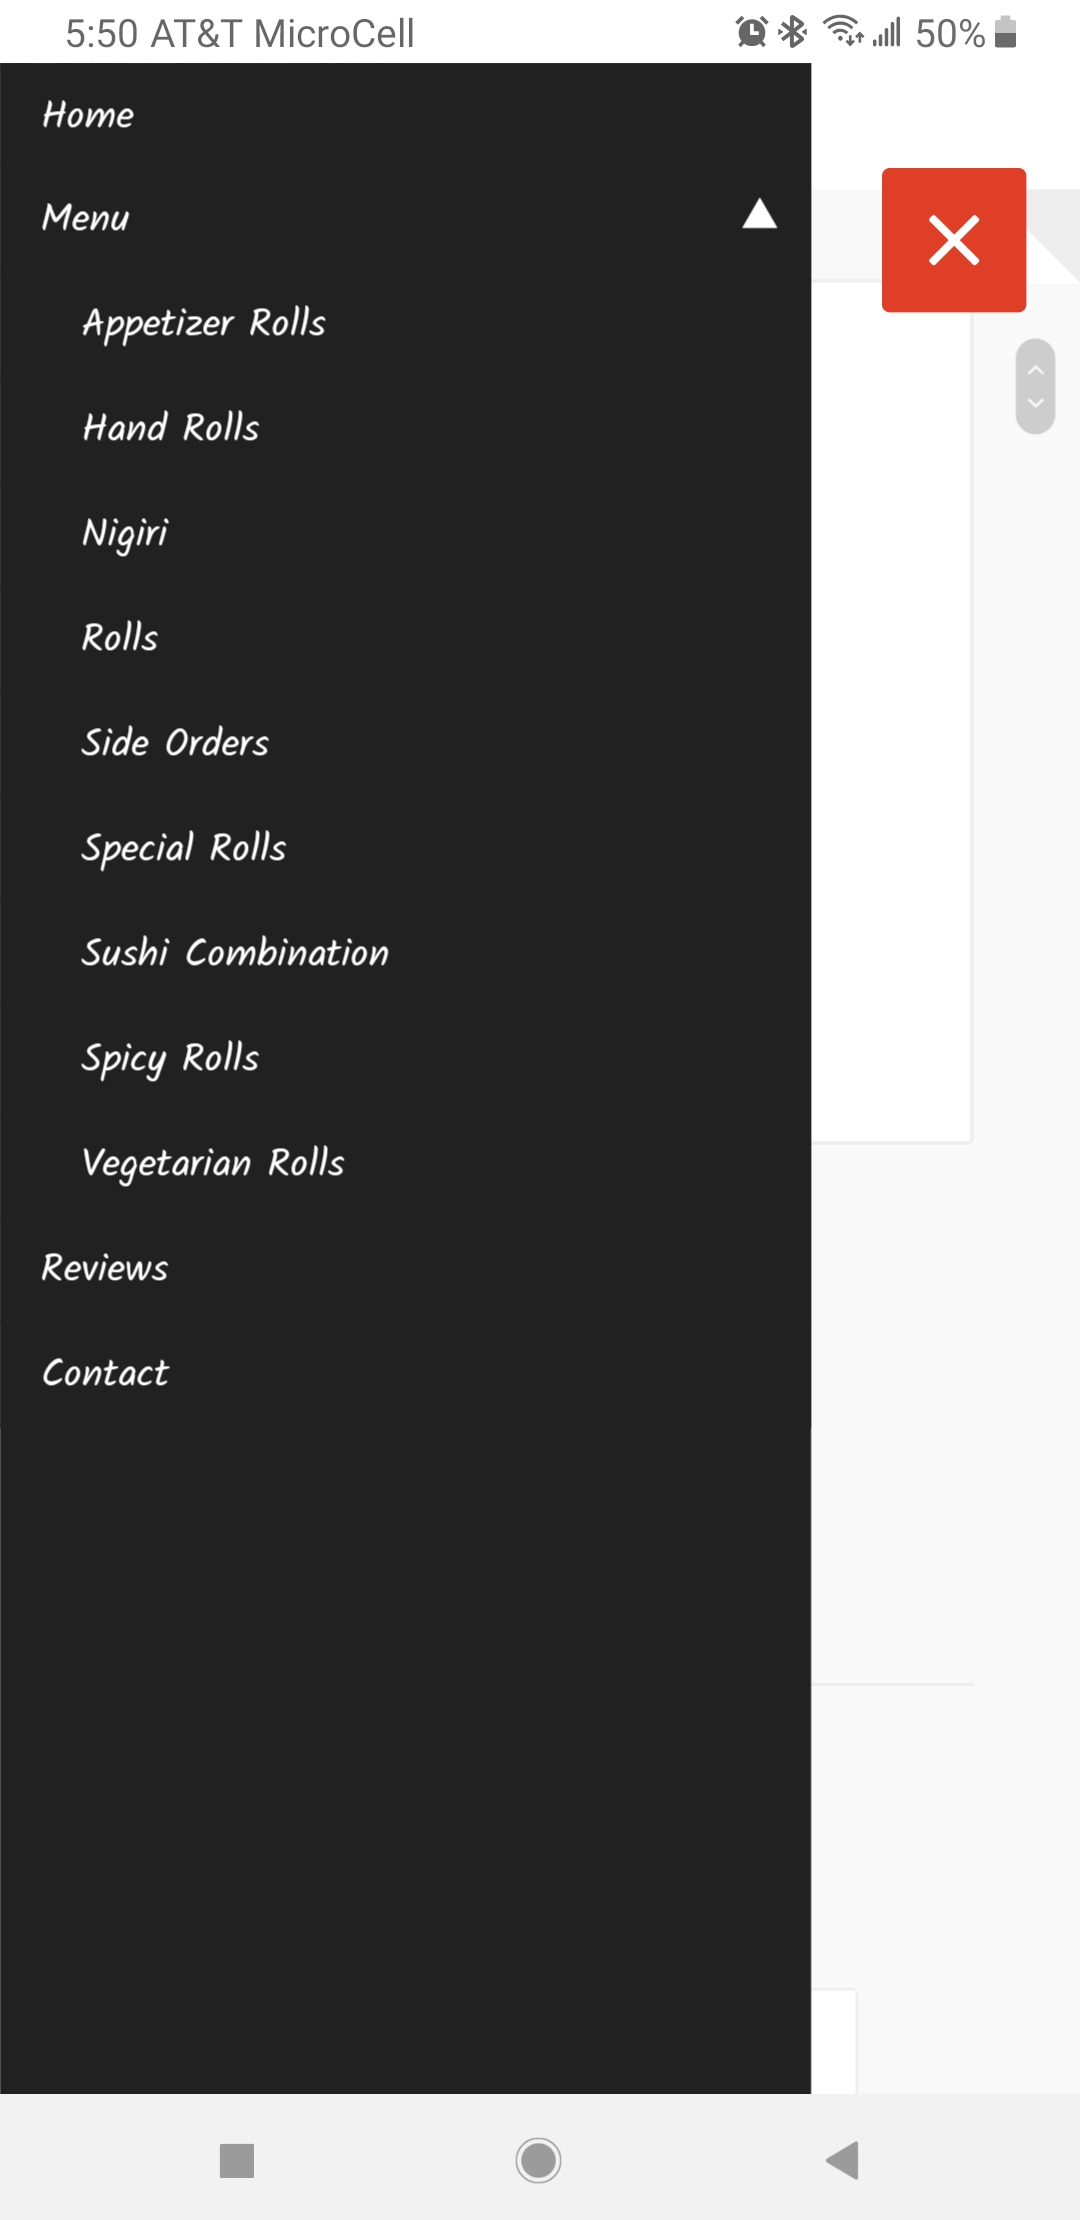 5:50 AT&T MicroCell 50%
Home
Menu
Appetizer Rolls
Hand Rolls
Nigiri
Rolls
Side Orders
Special Rolls
Sushi Combination
Spicy Rolls
Vegetarian Rolls
Reviews
Contact